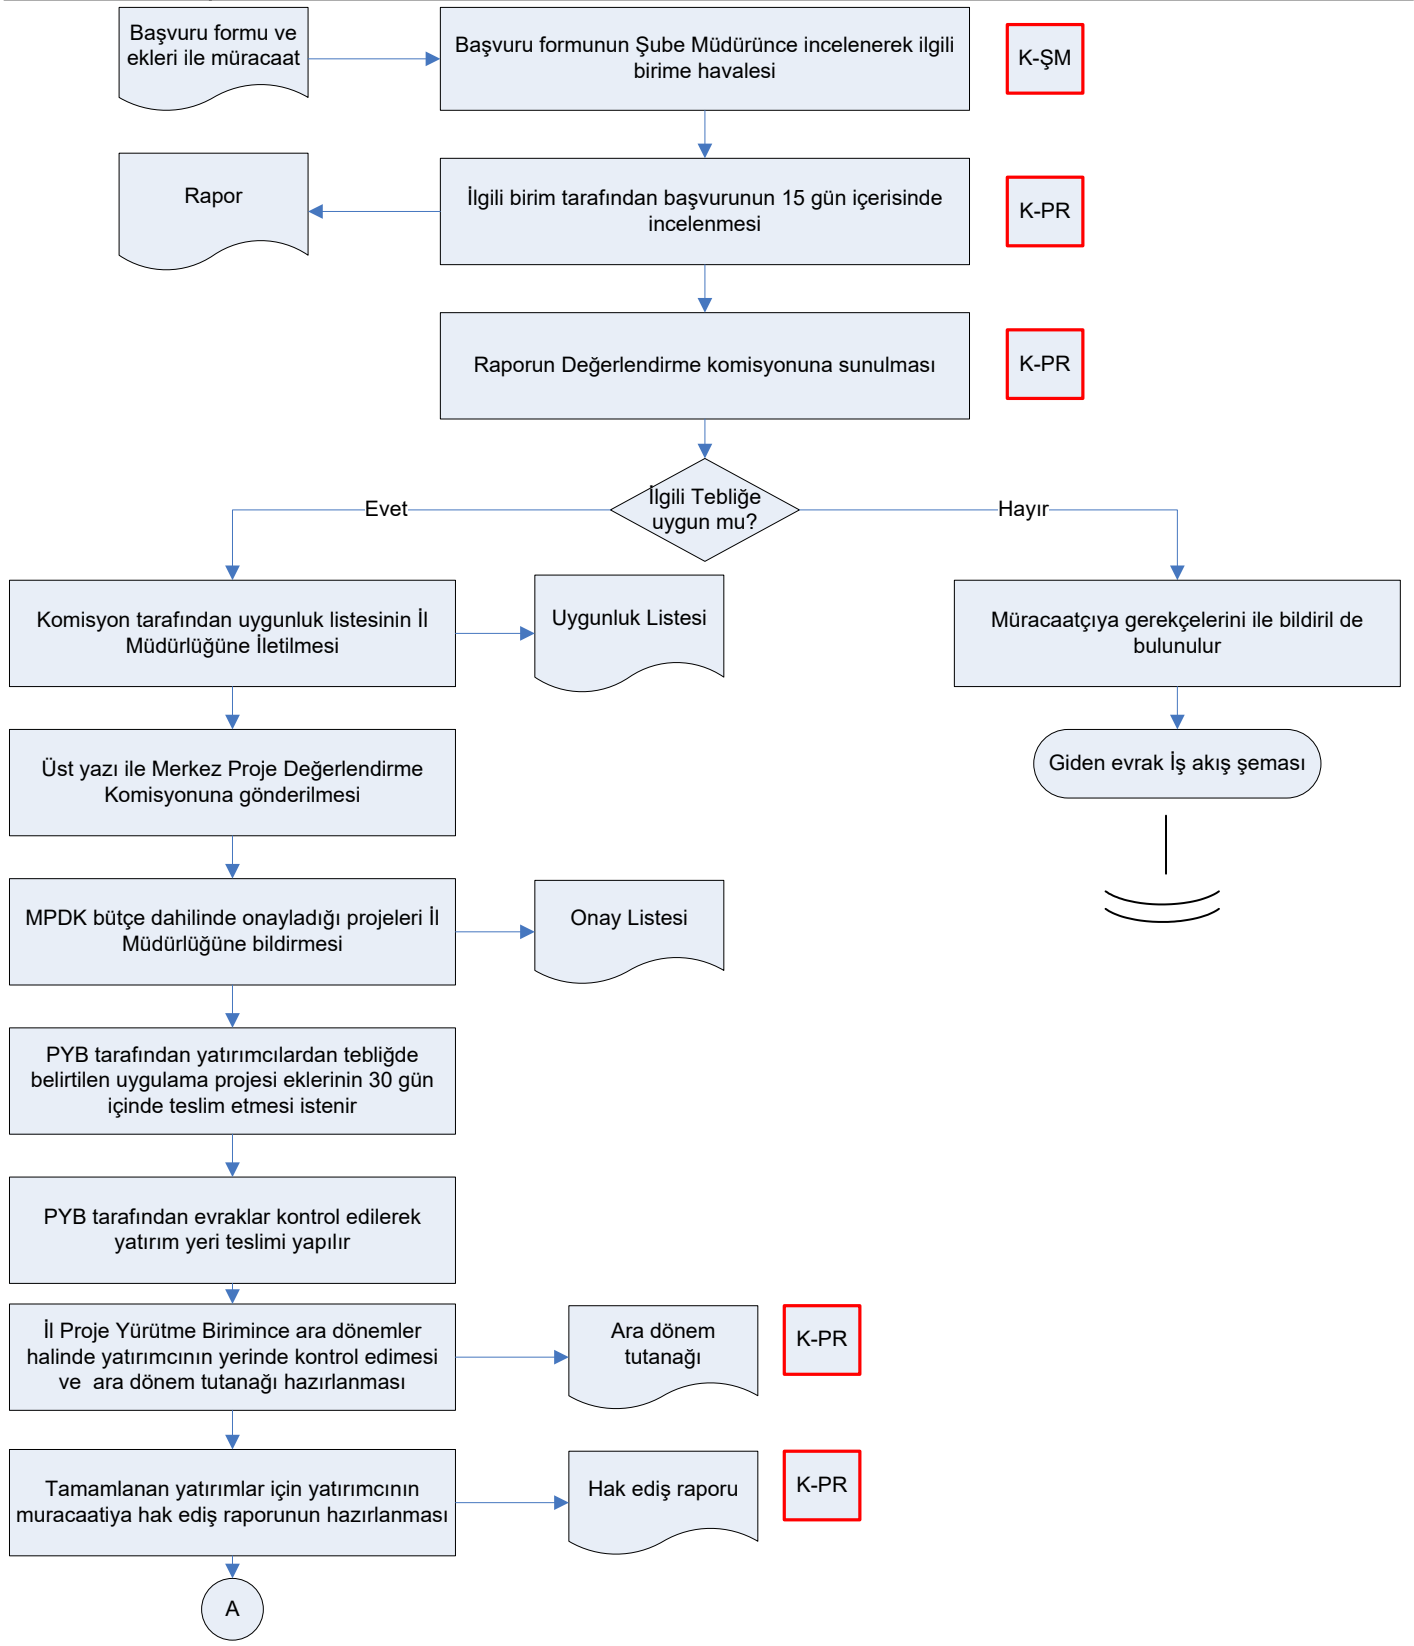 Başvuru formu ve
ekleri ile müracaat
Başvuru formunun Şube Müdürünce incelenerek ilgili
birime havalesi
K-ŞM
Rapor
İlgili birim tarafından başvurunun 15 gün içerisinde
incelenmesi
K-PR
Raporun Değerlendirme komisyonuna sunulması
K-PR
İlgili Tebliğe
uygun mu?
Evet
Hayır
Komisyon tarafından uygunluk listesinin İl
Müdürlüğüne İletilmesi
Uygunluk Listesi
Müracaatçıya gerekçelerini ile bildiril de
bulunulur
Üst yazı ile Merkez Proje Değerlendirme
Komisyonuna gönderilmesi
Giden evrak İş akış şeması
MPDK bütçe dahilinde onayladığı projeleri İl
Müdürlüğüne bildirmesi
Onay Listesi
PYB tarafından yatırımcılardan tebliğde
belirtilen uygulama projesi eklerinin 30 gün
içinde teslim etmesi istenir
PYB tarafından evraklar kontrol edilerek
yatırım yeri teslimi yapılır
İl Proje Yürütme Birimince ara dönemler
halinde yatırımcının yerinde kontrol edimesi
ve  ara dönem tutanağı hazırlanması
Ara dönem
tutanağı
K-PR
Tamamlanan yatırımlar için yatırımcının
muracaatiya hak ediş raporunun hazırlanması
Hak ediş raporu
K-PR
A